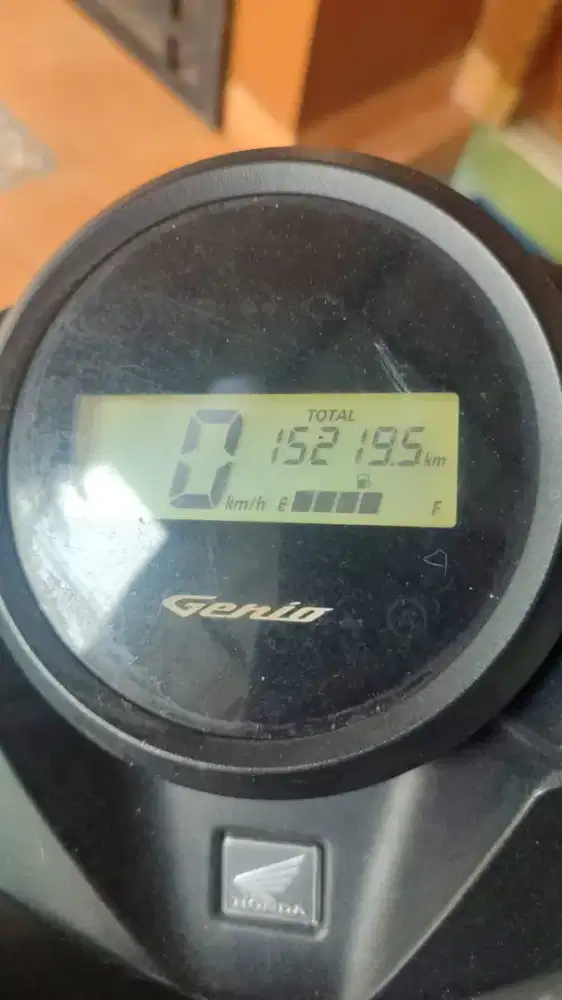 TOTAL
0 km/h 15219.5 km
E F
Genio
HONDA